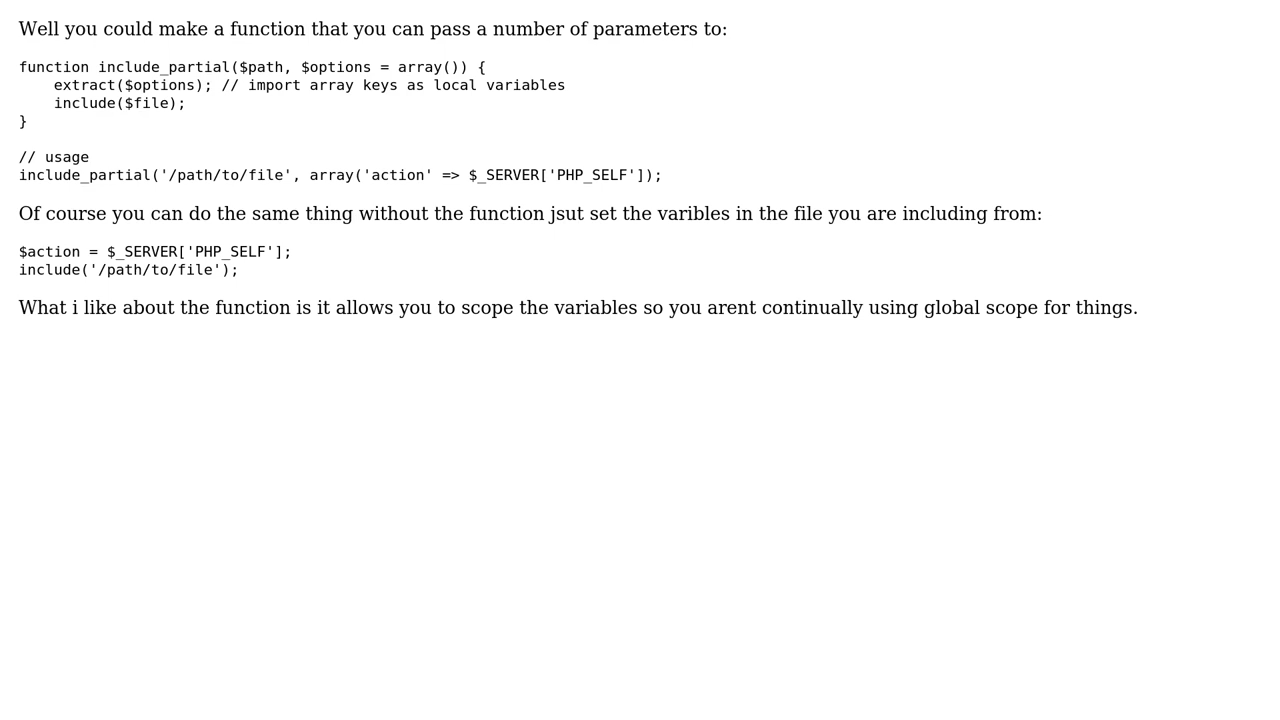 Well you could make a function that you can pass a number of parameters to:
function include_partial($path, $options = array()) {
    extract($options); // import array keys as local variables
    include($file);
}
// usage
include_partial('/path/to/file', array('action' => $_SERVER['PHP_SELF']);
Of course you can do the same thing without the function jsut set the varibles in the file you are including from:
$action = $_SERVER['PHP_SELF'];
include('/path/to/file');
What i like about the function is it allows you to scope the variables so you arent continually using global scope for things.